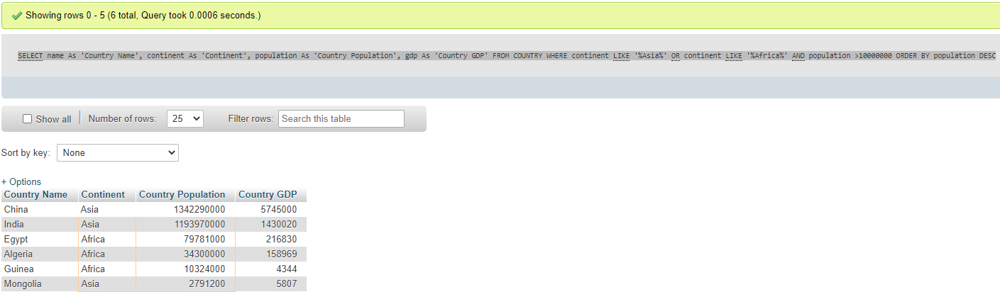 Showing rows 0 - 5 (6 total, Query took 0.0006 seconds.)
SELECT name As 'Country Name', continent As 'Continent', population As 'Country Population', gdp As 'Country GDP' FROM COUNTRY WHERE continent LIKE '%Asia%' OR continent LIKE '%Africa%' AND population >10000000 ORDER BY population DESC
Show all Number of rows: 25 Filter rows: Search this table
Sort by key: None
+ Options
Country Name Continent Country Population Country GDP
China Asia 1342290000 5745000
India Asia 1193970000 1430020
Egypt Africa 79781000 216830
Algeria Africa 34300000 158969
Guinea Africa 10324000 4344
Mongolia Asia 2791200 5807